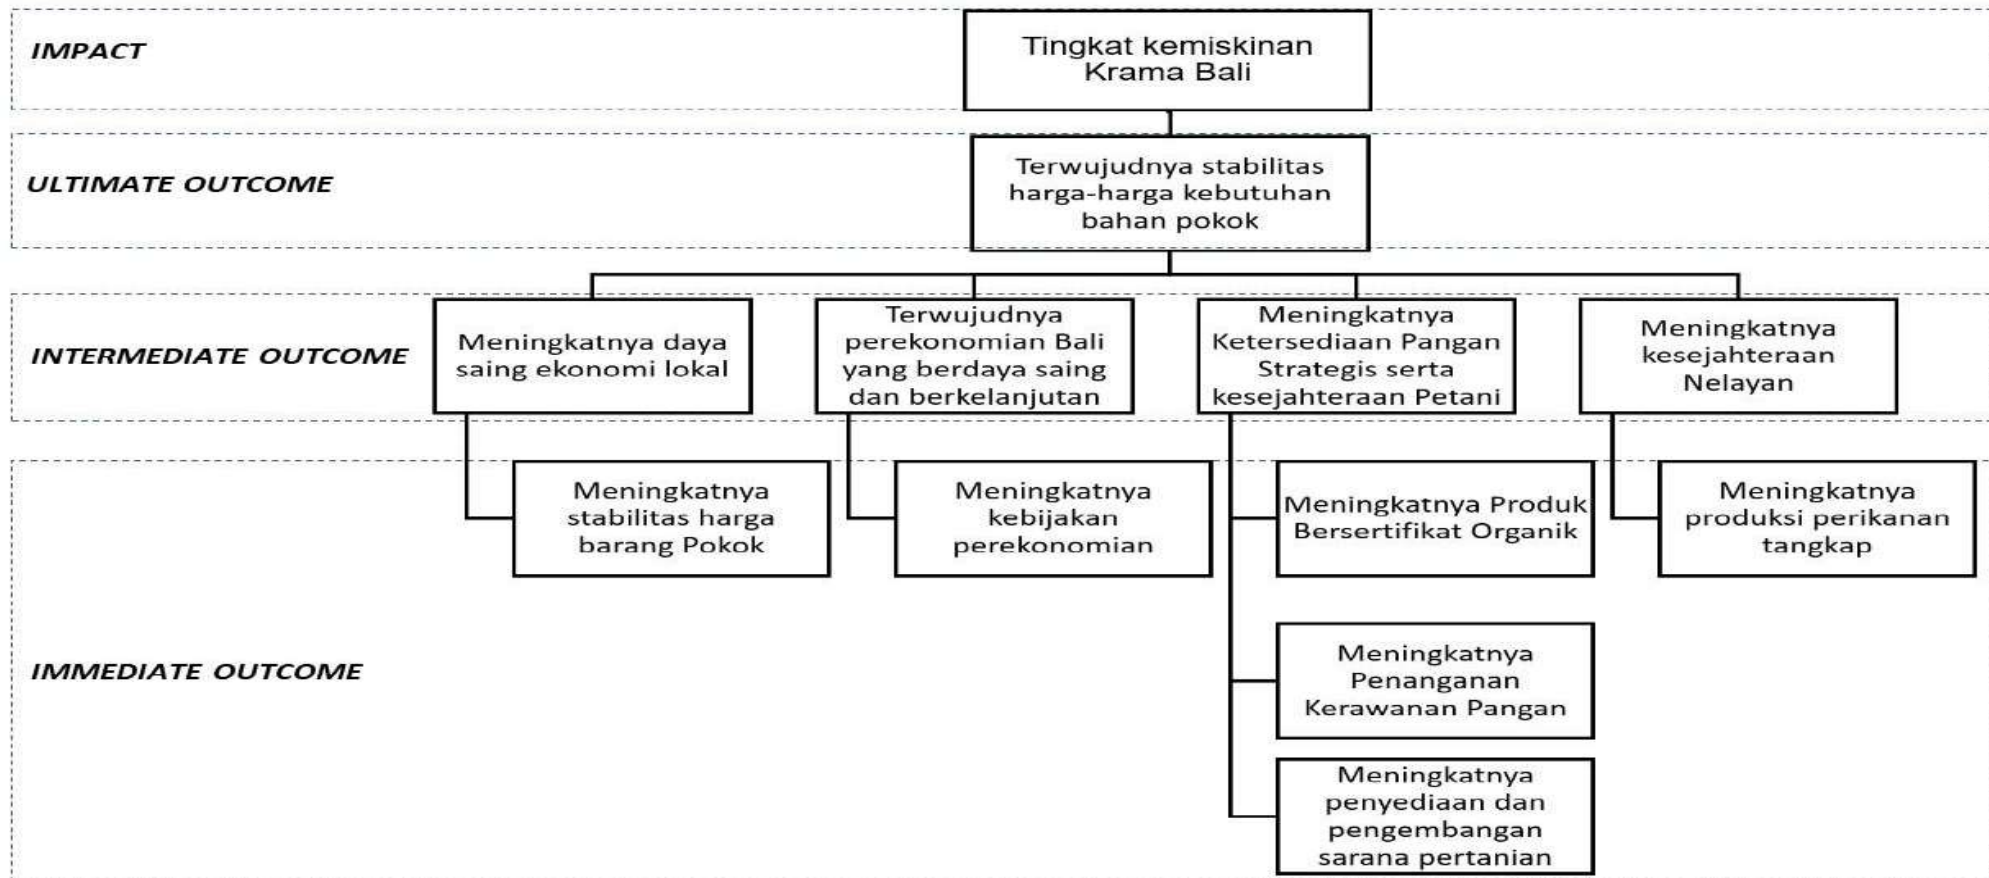 IMPACT
Tingkat kemiskinan
Krama Bali
ULTIMATE OUTCOME
Terwujudnya stabilitas
harga-harga kebutuhan
bahan pokok
INTERMEDIATE OUTCOME
Meningkatnya daya
saing ekonomi lokal
Terwujudnya
perekonomian Bali
yang berdaya saing
dan berkelanjutan
Meningkatnya
Ketersediaan Pangan
Strategis serta
kesejahteraan Petani
Meningkatnya
kesejahteraan
Nelayan
IMMEDIATE OUTCOME
Meningkatnya
stabilitas harga
barang Pokok
Meningkatnya
kebijakan
perekonomian
Meningkatnya Produk
Bersertifikat Organik
Meningkatnya
produksi perikanan
tangkap
Meningkatnya
Penanganan
Kerawanan Pangan
Meningkatnya
penyediaan dan
pengembangan
sarana pertanian